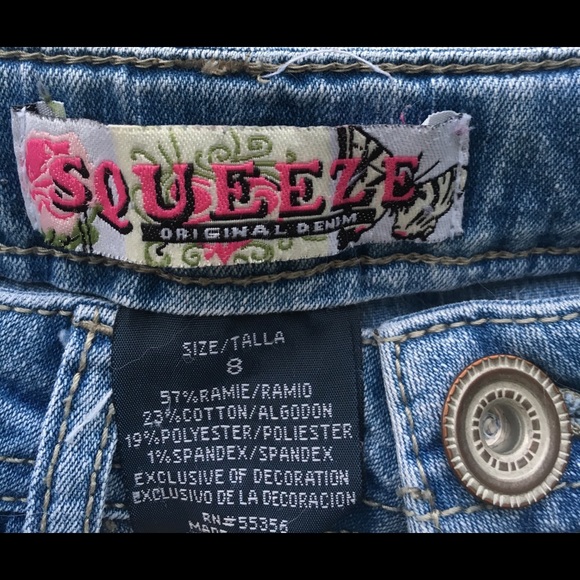 SQUEEZE
ORIGINAL DENIM
SIZE/TALLA
8
57%RAMIE/RAMIO
23%COTTON/ALGODON
19%POLYESTER/POLIESTER
1%SPANDEX/SPANDEX
EXCLUSIVE OF DECORATION
EXCLUSIVO DE LA DECORACION
RN#55356
MADE